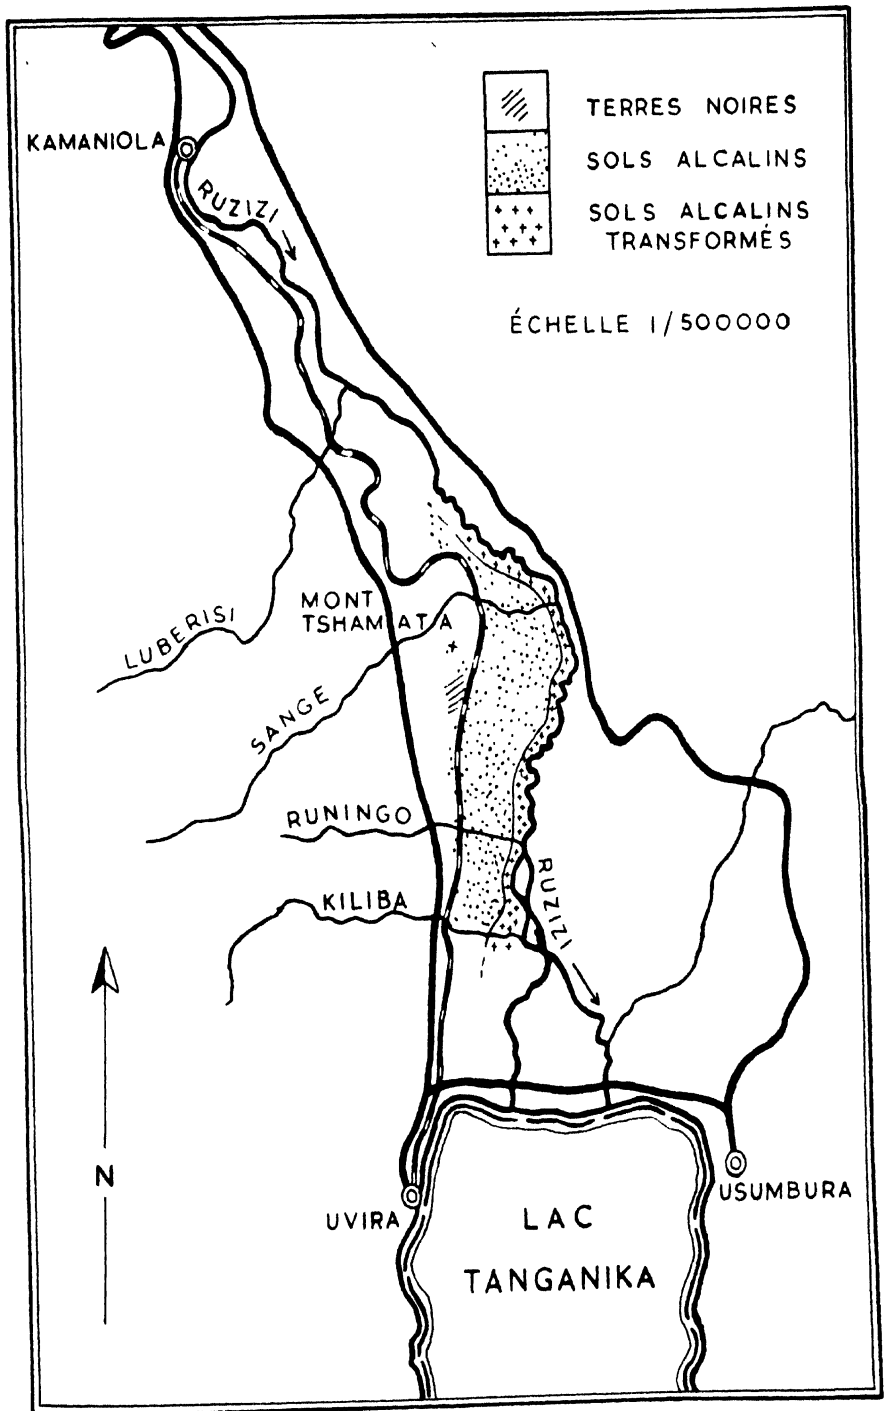 KAMANIOLA
RUZIZI
TERRES NOIRES
SOLS ALCALINS
SOLS ALCALINS
TRANSFORMÉS
ÉCHELLE 1/500000
MONT
TSHAMATA
LUBERISI
SANGE
RUNINGO
KILIBA
RUZIZI
N
UVIRA
USUMBURA
LAC
TANGANIKA